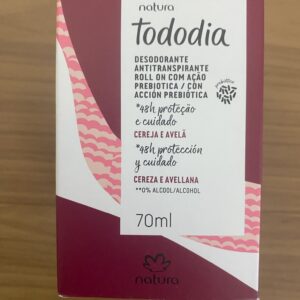 natura
tododia
DESODORANTE
ANTITRANSPIRANTE
ROLL ON COM AÇÃO
PREBIOTICA / CON
ACCIÓN PREBIÓTICA
*48h proteção
e cuidado
CEREJA E AVELÃ
*48h protección
y cuidado
CEREZA E AVELLANA
**0% ALCOOL/ALCOHOL
70ml
natura